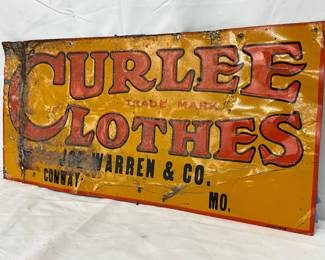 CURLEE
TRADE MARK
CLOTHES
JOE WARREN & CO.
CONWAY MO.